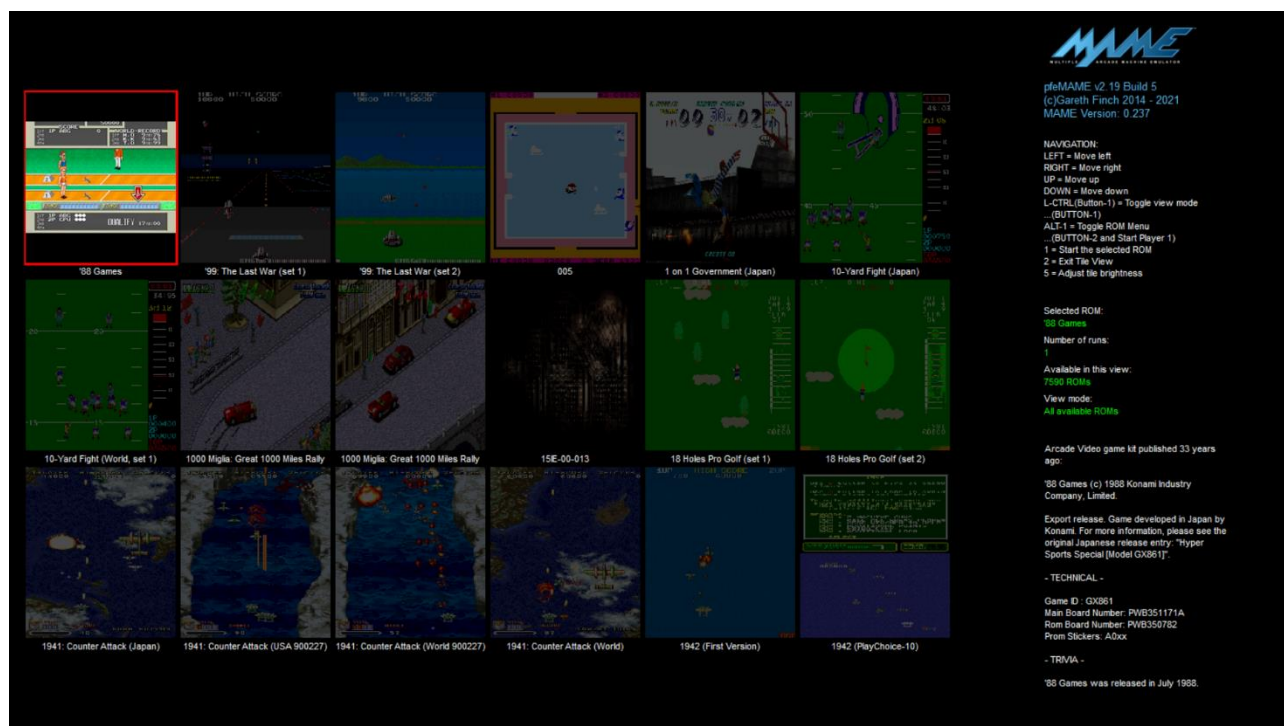 MAME
MULTIPLE ARCADE MACHINE EMULATOR
pfeMAME v2.19 Build 5
(c)Gareth Finch 2014 - 2021
MAME Version: 0.237
NAVIGATION:
LEFT = Move left
RIGHT = Move right
UP = Move up
DOWN = Move down
L-CTRL(Button-1) = Toggle view mode
...(BUTTON-1)
ALT-1 = Toggle ROM Menu
...(BUTTON-2 and Start Player 1)
1 = Start the selected ROM
2 = Exit Tile View
5 = Adjust tile brightness
Selected ROM:
'88 Games
Number of runs:
1
Available in this view:
7590 ROMs
View mode:
All available ROMs
Arcade Video game kit published 33 years
ago:
'88 Games (c) 1988 Konami Industry
Company, Limited.
Export release. Game developed in Japan by
Konami. For more information, please see the
original Japanese release entry: "Hyper
Sports Special [Model GX861]".
- TECHNICAL -
Game ID : GX861
Main Board Number: PWB351171A
Rom Board Number: PWB350782
Prom Stickers: A0xx
- TRIVIA -
'88 Games was released in July 1988.
SCORE
WORLD-RECORD
QUALIFY
'88 Games
'99: The Last War (set 1)
'99: The Last War (set 2)
005
1 on 1 Government (Japan)
10-Yard Fight (Japan)
10-Yard Fight (World, set 1)
1000 Miglia: Great 1000 Miles Rally
1000 Miglia: Great 1000 Miles Rally
15IE-00-013
18 Holes Pro Golf (set 1)
18 Holes Pro Golf (set 2)
1941: Counter Attack (Japan)
1941: Counter Attack (USA 900227)
1941: Counter Attack (World 900227)
1941: Counter Attack (World)
1942 (First Version)
1942 (PlayChoice-10)